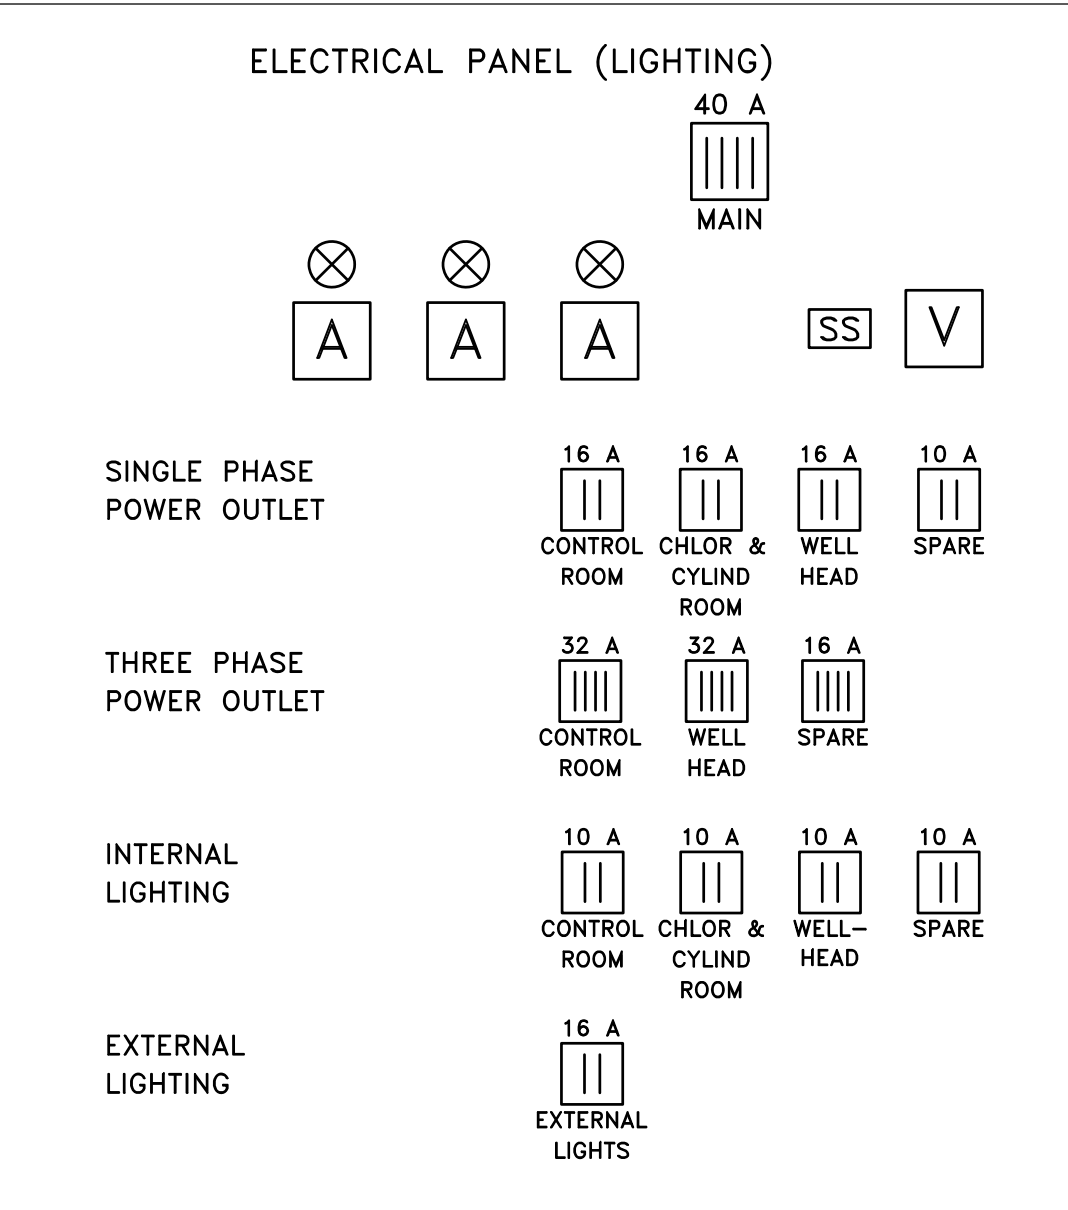 ELECTRICAL PANEL (LIGHTING)
40 A
MAIN
A A A SS V
SINGLE PHASE
POWER OUTLET
16 A 16 A 16 A 10 A
CONTROL CHLOR & WELL SPARE
ROOM CYLIND HEAD
ROOM
THREE PHASE
POWER OUTLET
32 A 32 A 16 A
CONTROL WELL SPARE
ROOM HEAD
INTERNAL
LIGHTING
10 A 10 A 10 A 10 A
CONTROL CHLOR & WELL- SPARE
ROOM CYLIND HEAD
ROOM
EXTERNAL
LIGHTING
16 A
EXTERNAL
LIGHTS